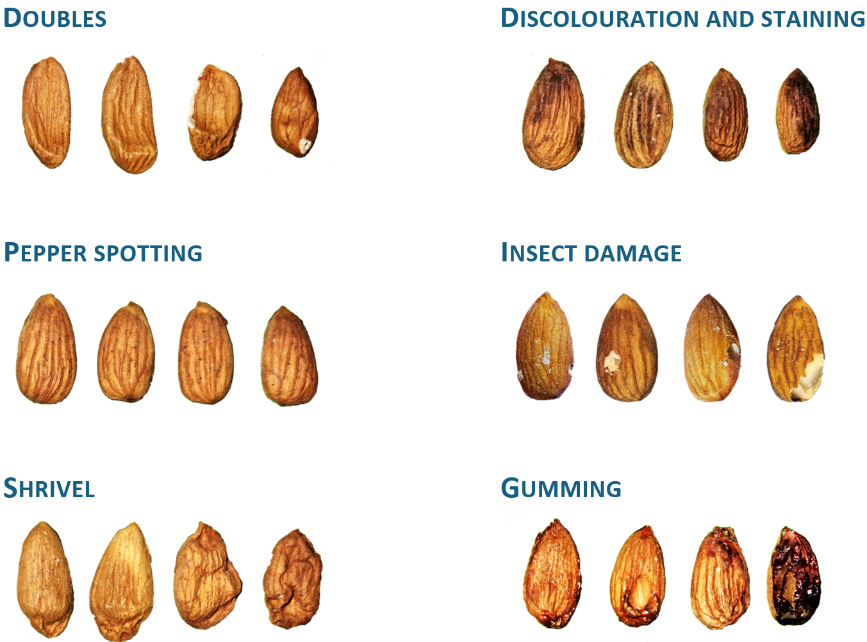 DOUBLES
DISCOLOURATION AND STAINING
PEPPER SPOTTING
INSECT DAMAGE
SHRIVEL
GUMMING